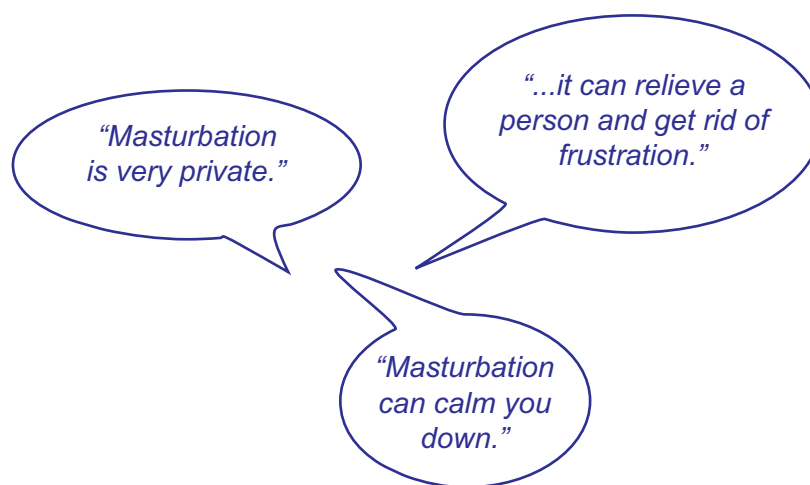 “Masturbation
is very private.”
“...it can relieve a
person and get rid of
frustration.”
“Masturbation
can calm you
down.”